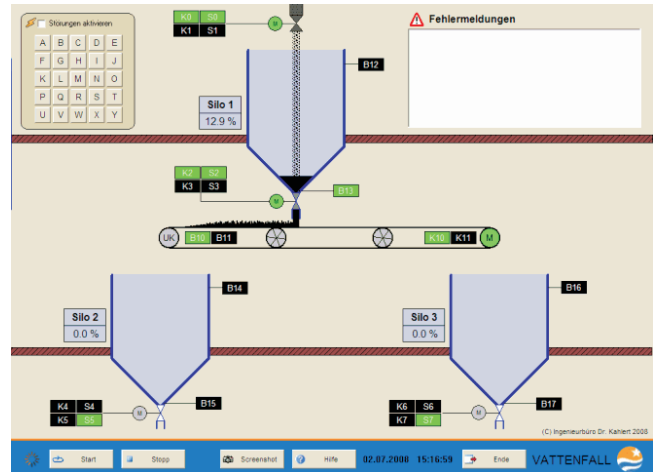 Störungen aktivieren
A B C D E
F G H I J
K L M N O
P Q R S T
U V W X Y
K0 S0
K1 S1
M
Fehlermeldungen
B12
Silo 1
12.9 %
K2 S2
K3 S3
M
B13
UK B10 B11 K10 K11 M
B14
B16
Silo 2
0.0 %
Silo 3
0.0 %
K4 S4
K5 S5
M
B15
K6 S6
K7 S7
M
B17
(C) Ingenieurbüro Dr. Kahlert 2008
Start Stopp Screenshot Hilfe 02.07.2008 15:16:59 Ende VATTENFALL